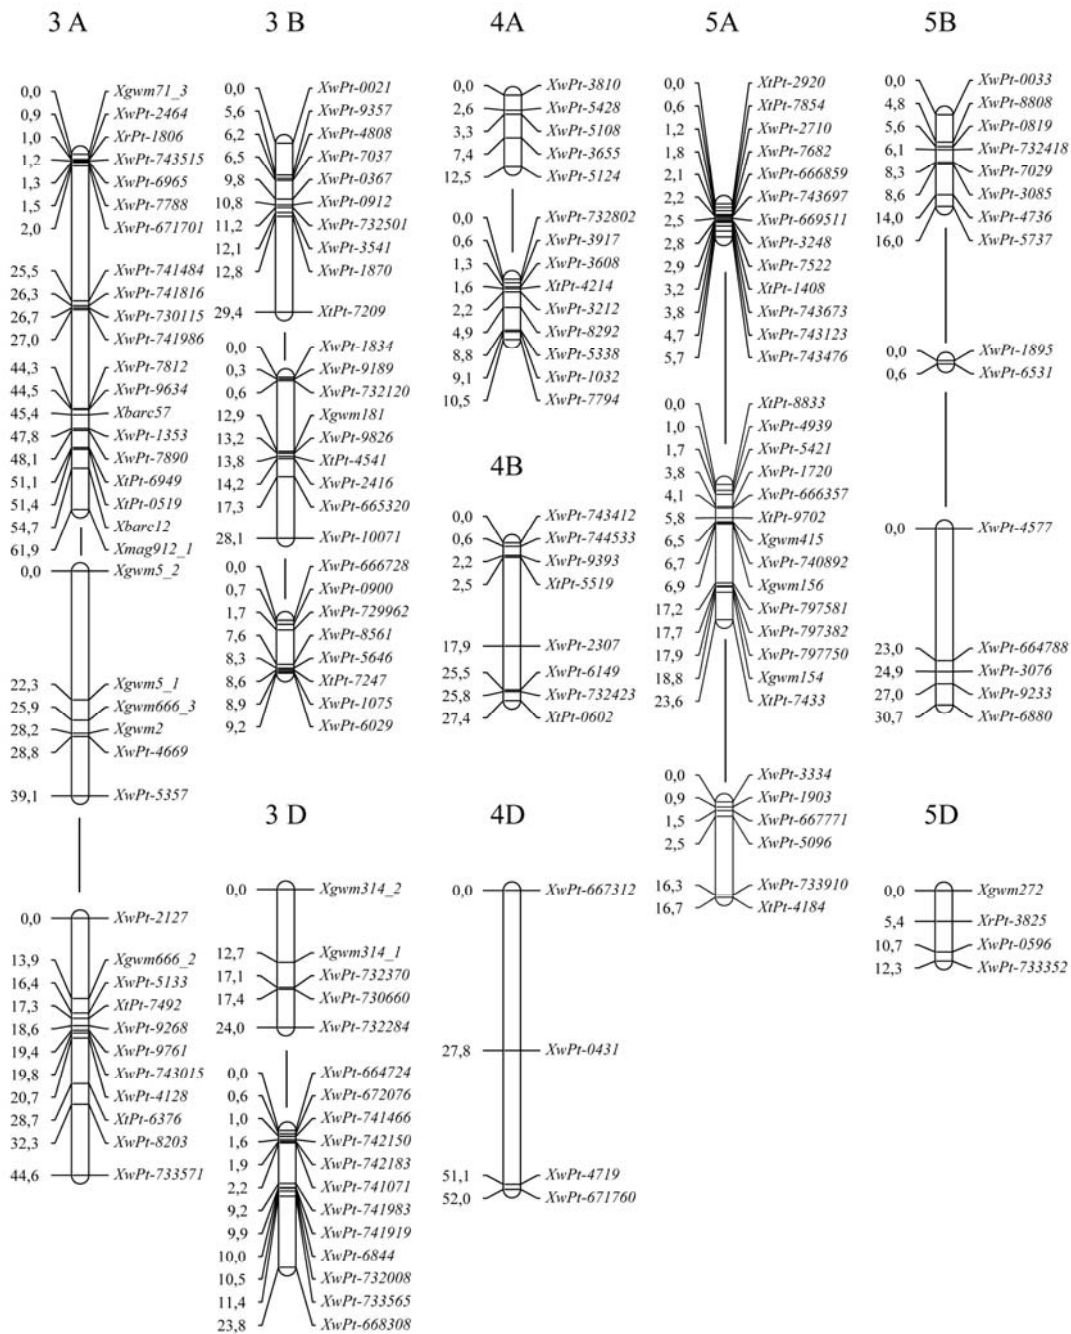 3 A
0,0 Xgwm71_3
0,9 XwPt-2464
1,0 XrPt-1806
1,2 XwPt-743515
1,3 XwPt-6965
1,5 XwPt-7788
2,0 XwPt-671701
25,5 XwPt-741484
26,3 XwPt-741816
26,7 XwPt-730115
27,0 XwPt-741986
44,3 XwPt-7812
44,5 XwPt-9634
45,4 Xbarc57
47,8 XwPt-1353
48,1 XwPt-7890
51,1 XtPt-6949
51,4 XtPt-0519
54,7 Xbarc12
61,9 Xmag912_1
0,0 Xgwm5_2
22,3 Xgwm5_1
25,9 Xgwm666_3
28,2 Xgwm2
28,8 XwPt-4669
39,1 XwPt-5357
0,0 XwPt-2127
13,9 Xgwm666_2
16,4 XwPt-5133
17,3 XtPt-7492
18,6 XwPt-9268
19,4 XwPt-9761
19,8 XwPt-743015
20,7 XwPt-4128
28,7 XtPt-6376
32,3 XwPt-8203
44,6 XwPt-733571
3 B
0,0 XwPt-0021
5,6 XwPt-9357
6,2 XwPt-4808
6,5 XwPt-7037
9,8 XwPt-0367
10,8 XwPt-0912
11,2 XwPt-732501
12,1 XwPt-3541
12,8 XwPt-1870
29,4 XtPt-7209
0,0 XwPt-1834
0,3 XwPt-9189
0,6 XwPt-732120
12,9 Xgwm181
13,2 XwPt-9826
13,8 XtPt-4541
14,2 XwPt-2416
17,3 XwPt-665320
28,1 XwPt-10071
0,0 XwPt-666728
0,7 XwPt-0900
1,7 XwPt-729962
7,6 XwPt-8561
8,3 XwPt-5646
8,6 XtPt-7247
8,9 XwPt-1075
9,2 XwPt-6029
3 D
0,0 Xgwm314_2
12,7 Xgwm314_1
17,1 XwPt-732370
17,4 XwPt-730660
24,0 XwPt-732284
0,0 XwPt-664724
0,6 XwPt-672076
1,0 XwPt-741466
1,6 XwPt-742150
1,9 XwPt-742183
2,2 XwPt-741071
9,2 XwPt-741983
9,9 XwPt-741919
10,0 XwPt-6844
10,5 XwPt-732008
11,4 XwPt-733565
23,8 XwPt-668308
4A
0,0 XwPt-3810
2,6 XwPt-5428
3,3 XwPt-5108
7,4 XwPt-3655
12,5 XwPt-5124
0,0 XwPt-732802
0,6 XwPt-3917
1,3 XwPt-3608
1,6 XtPt-4214
2,2 XwPt-3212
4,9 XwPt-8292
8,8 XwPt-5338
9,1 XwPt-1032
10,5 XwPt-7794
4B
0,0 XwPt-743412
0,6 XwPt-744533
2,2 XwPt-9393
2,5 XtPt-5519
17,9 XwPt-2307
25,5 XwPt-6149
25,8 XwPt-732423
27,4 XtPt-0602
4D
0,0 XwPt-667312
27,8 XwPt-0431
51,1 XwPt-4719
52,0 XwPt-671760
5A
0,0 XtPt-2920
0,6 XtPt-7854
1,2 XwPt-2710
1,8 XwPt-7682
2,1 XwPt-666859
2,2 XwPt-743697
2,5 XwPt-669511
2,8 XwPt-3248
2,9 XwPt-7522
3,2 XtPt-1408
3,8 XwPt-743673
4,7 XwPt-743123
5,7 XwPt-743476
0,0 XtPt-8833
1,0 XwPt-4939
1,7 XwPt-5421
3,8 XwPt-1720
4,1 XwPt-666357
5,8 XtPt-9702
6,5 Xgwm415
6,7 XwPt-740892
6,9 Xgwm156
17,2 XwPt-797581
17,7 XwPt-797382
17,9 XwPt-797750
18,8 Xgwm154
23,6 XtPt-7433
0,0 XwPt-3334
0,9 XwPt-1903
1,5 XwPt-667771
2,5 XwPt-5096
16,3 XwPt-733910
16,7 XtPt-4184
5B
0,0 XwPt-0033
4,8 XwPt-8808
5,6 XwPt-0819
6,1 XwPt-732418
8,3 XwPt-7029
8,6 XwPt-3085
14,0 XwPt-4736
16,0 XwPt-5737
0,0 XwPt-1895
0,6 XwPt-6531
0,0 XwPt-4577
23,0 XwPt-664788
24,9 XwPt-3076
27,0 XwPt-9233
30,7 XwPt-6880
5D
0,0 Xgwm272
5,4 XrPt-3825
10,7 XwPt-0596
12,3 XwPt-733352